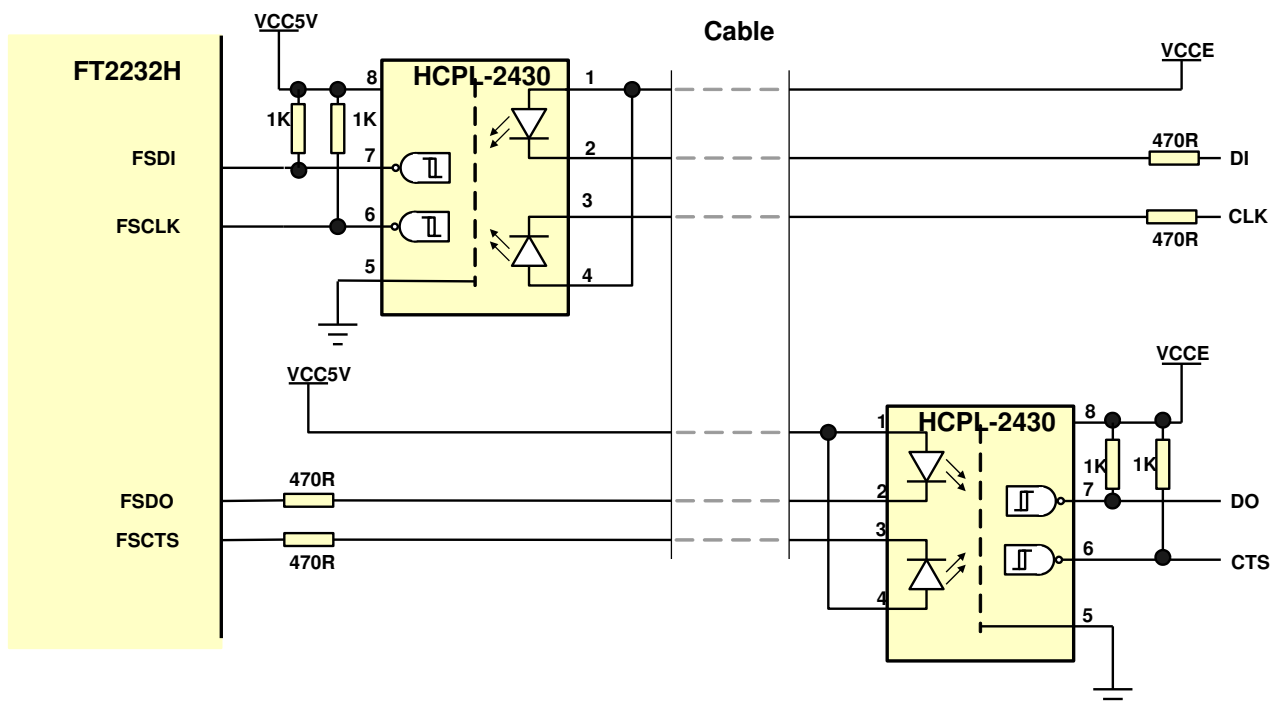 VCC5V
Cable
VCCE
FT2232H
8
HCPL-2430
1
1K
1K
470R
FSDI
7
2
DI
3
FSCLK
6
CLK
470R
5
4
VCC5V
VCCE
1
HCPL-2430
8
1K
1K
470R
2
7
FSDO
DO
3
FSCTS
6
470R
CTS
4
5